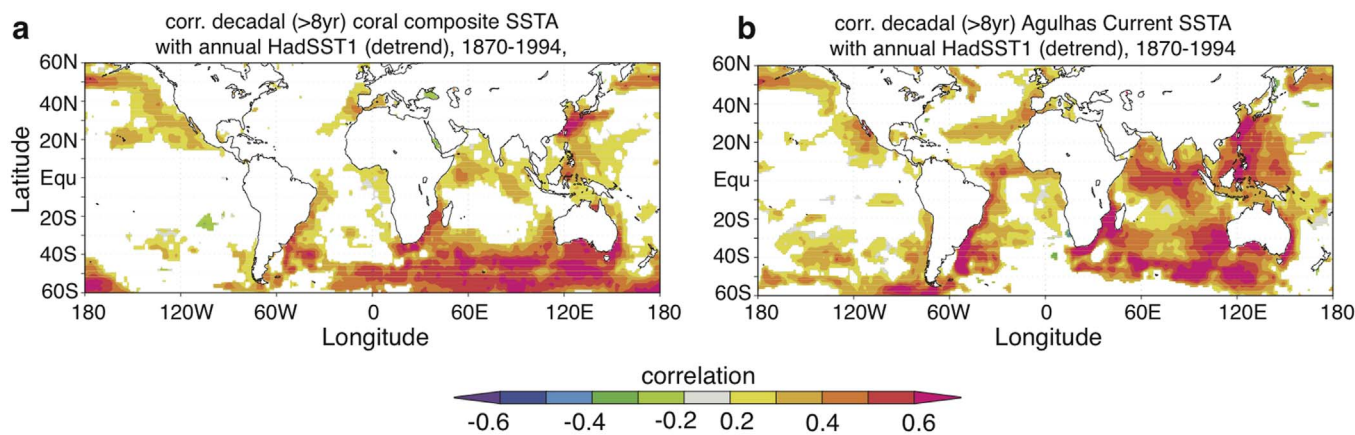 a
corr. decadal (>8yr) coral composite SSTA
with annual HadSST1 (detrend), 1870-1994,
b
corr. decadal (>8yr) Agulhas Current SSTA
with annual HadSST1 (detrend), 1870-1994
Latitude
60N
40N
20N
Equ
20S
40S
60S
180
120W
60W
0
60E
120E
180
Longitude
60N
40N
20N
Equ
20S
40S
60S
180
120W
60W
0
60E
120E
180
Longitude
correlation
-0.6
-0.4
-0.2
0.2
0.4
0.6